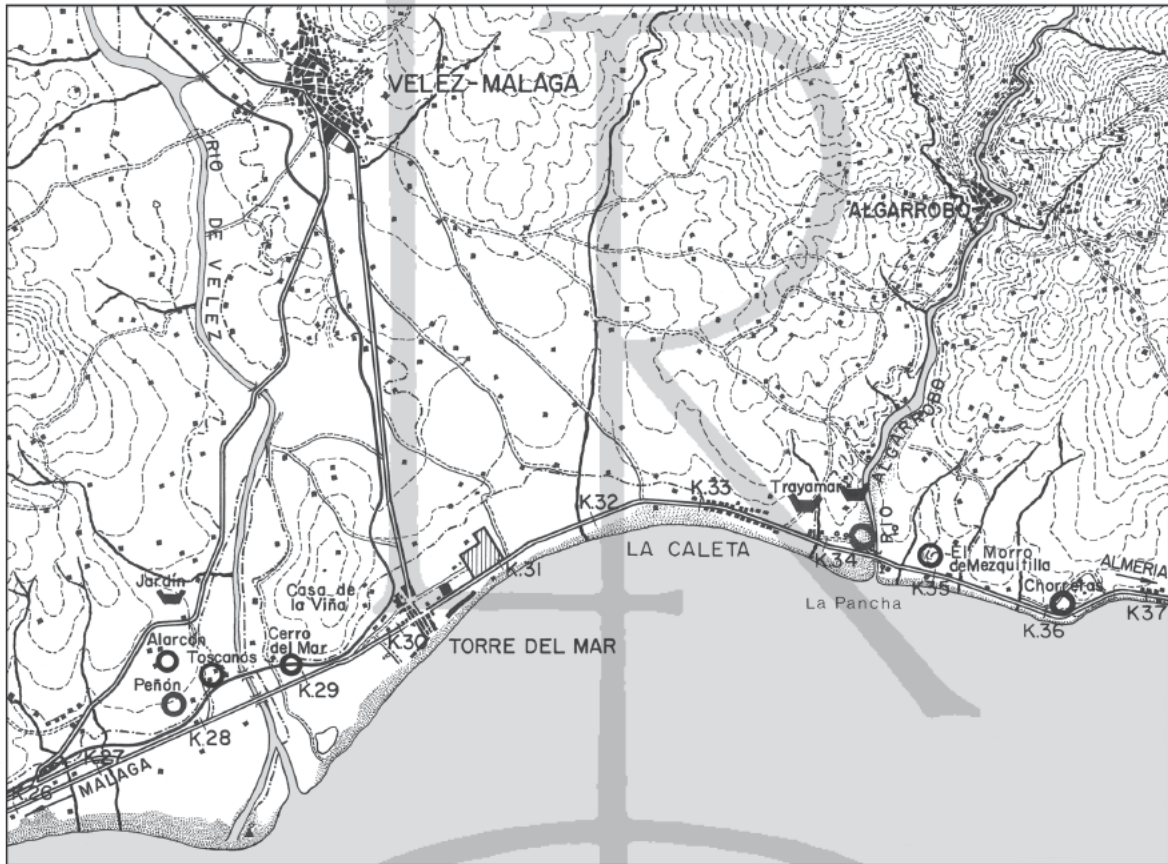 VELEZ-MALAGA
RIO
DE VELEZ
ALGARROBO
RIO ALGARROBO
K.33
Trayamar
K.32
LA CALETA
K.31
K.34
El Morro
de Mezquitilla
K.35
ALMERIA
Chorreras
K.37
La Pancha
K.36
Jardín
Casa de
la Viña
Alarcón
Toscanos
Cerro
del Mar
K.30
TORRE DEL MAR
Peñón
K.29
K.28
K.27
MALAGA
K.26